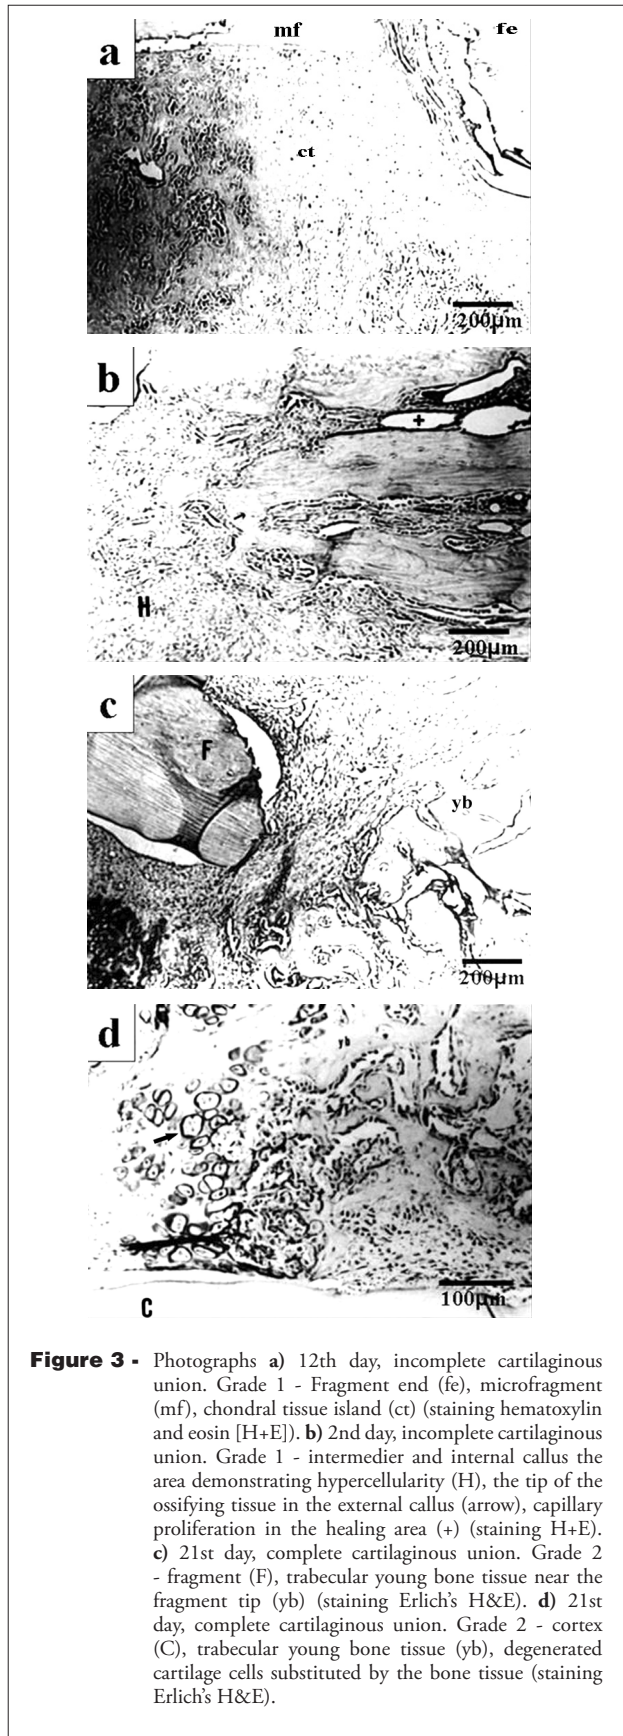 a
mf
fe
ct
200µm
b
+
H
200µm
c
F
yb
200µm
d
yb
C
100µm
Figure 3 - Photographs a) 12th day, incomplete cartilaginous
union. Grade 1 - Fragment end (fe), microfragment
(mf), chondral tissue island (ct) (staining hematoxylin
and eosin [H+E]). b) 2nd day, incomplete cartilaginous
union. Grade 1 - intermedier and internal callus the
area demonstrating hypercellularity (H), the tip of the
ossifying tissue in the external callus (arrow), capillary
proliferation in the healing area (+) (staining H+E).
c) 21st day, complete cartilaginous union. Grade 2
- fragment (F), trabecular young bone tissue near the
fragment tip (yb) (staining Erlich's H&E). d) 21st
day, complete cartilaginous union. Grade 2 - cortex
(C), trabecular young bone tissue (yb), degenerated
cartilage cells substituted by the bone tissue (staining
Erlich's H&E).